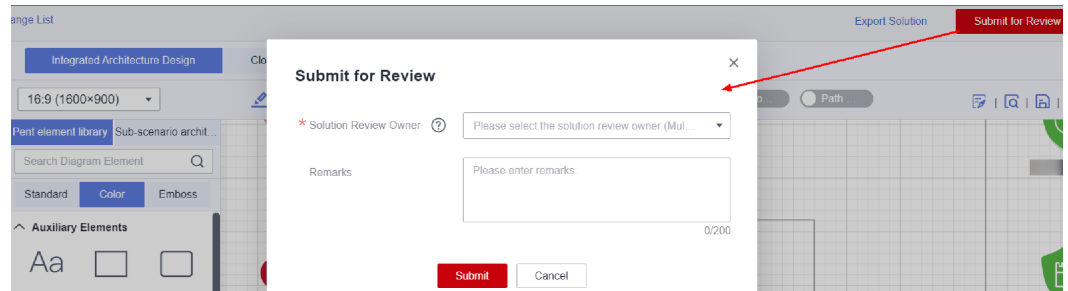 ange List
Export Solution
Submit for Review
Integrated Architecture Design
Clo
Submit for Review
16:9 (1600×900)
Path ...
* Solution Review Owner ?
Please select the solution review owner (Mul...
Pent element library
Sub-scenario archit...
Search Diagram Element
Remarks
Please enter remarks
Standard
Color
Emboss
Auxiliary Elements
0/200
Aa
Submit
Cancel